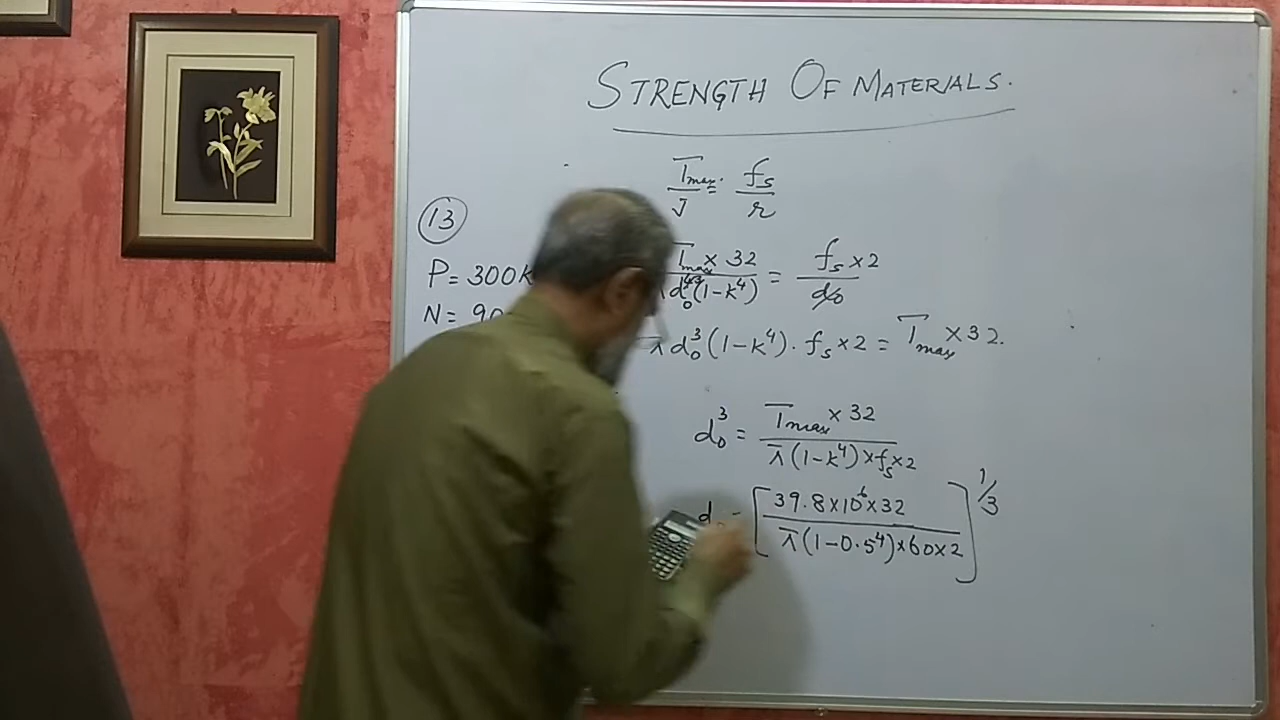 STRENGTH OF MATERIALS.
Tmax/J = fs/r
13
P = 300K
Tmax × 32 / d₀⁴(1-k⁴) = fs × 2 / d₀
N = 90
π d₀³ (1-k⁴) · fs × 2 = Tmax × 32.
d₀³ = Tmax × 32 / π(1-k⁴) × fs × 2
d₀ = [39.8 × 10⁶ × 32 / π(1-0.5⁴) × 60 × 2]^1/3